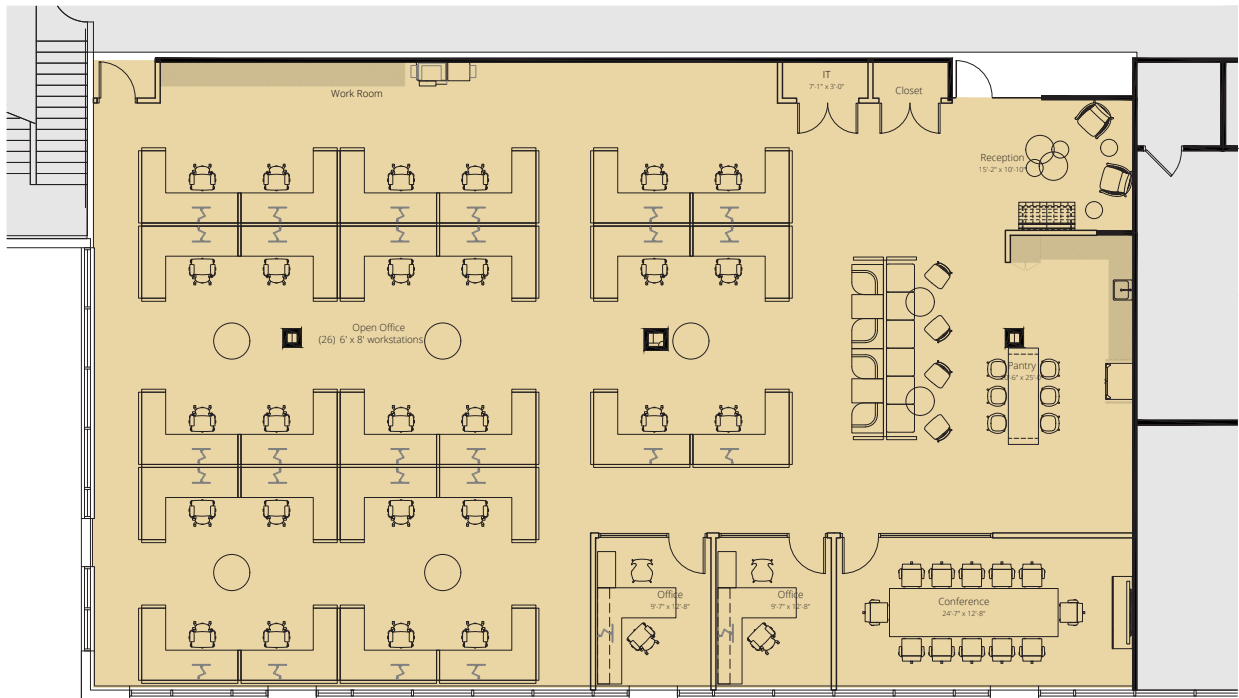 IT
7'-1" x 3'-0"
Closet
Work Room
Reception
15'-2" x 10'-10"
Open Office
(26) 6' x 8' workstations
Pantry
Office
9'-7" x 12'-8"
Office
9'-7" x 12'-8"
Conference
24'-7" x 12'-8"